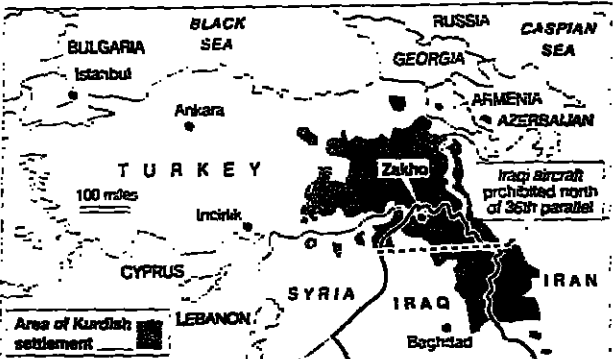 BLACK
SEA
RUSSIA
CASPIAN
SEA
BULGARIA
Istanbul
GEORGIA
ARMENIA
AZERBAIJAN
Ankara
TURKEY
Zakho
Iraqi aircraft
prohibited north
of 36th parallel
100 miles
Incirlik
CYPRUS
SYRIA
IRAQ
IRAN
LEBANON
Baghdad
Area of Kurdish
settlement